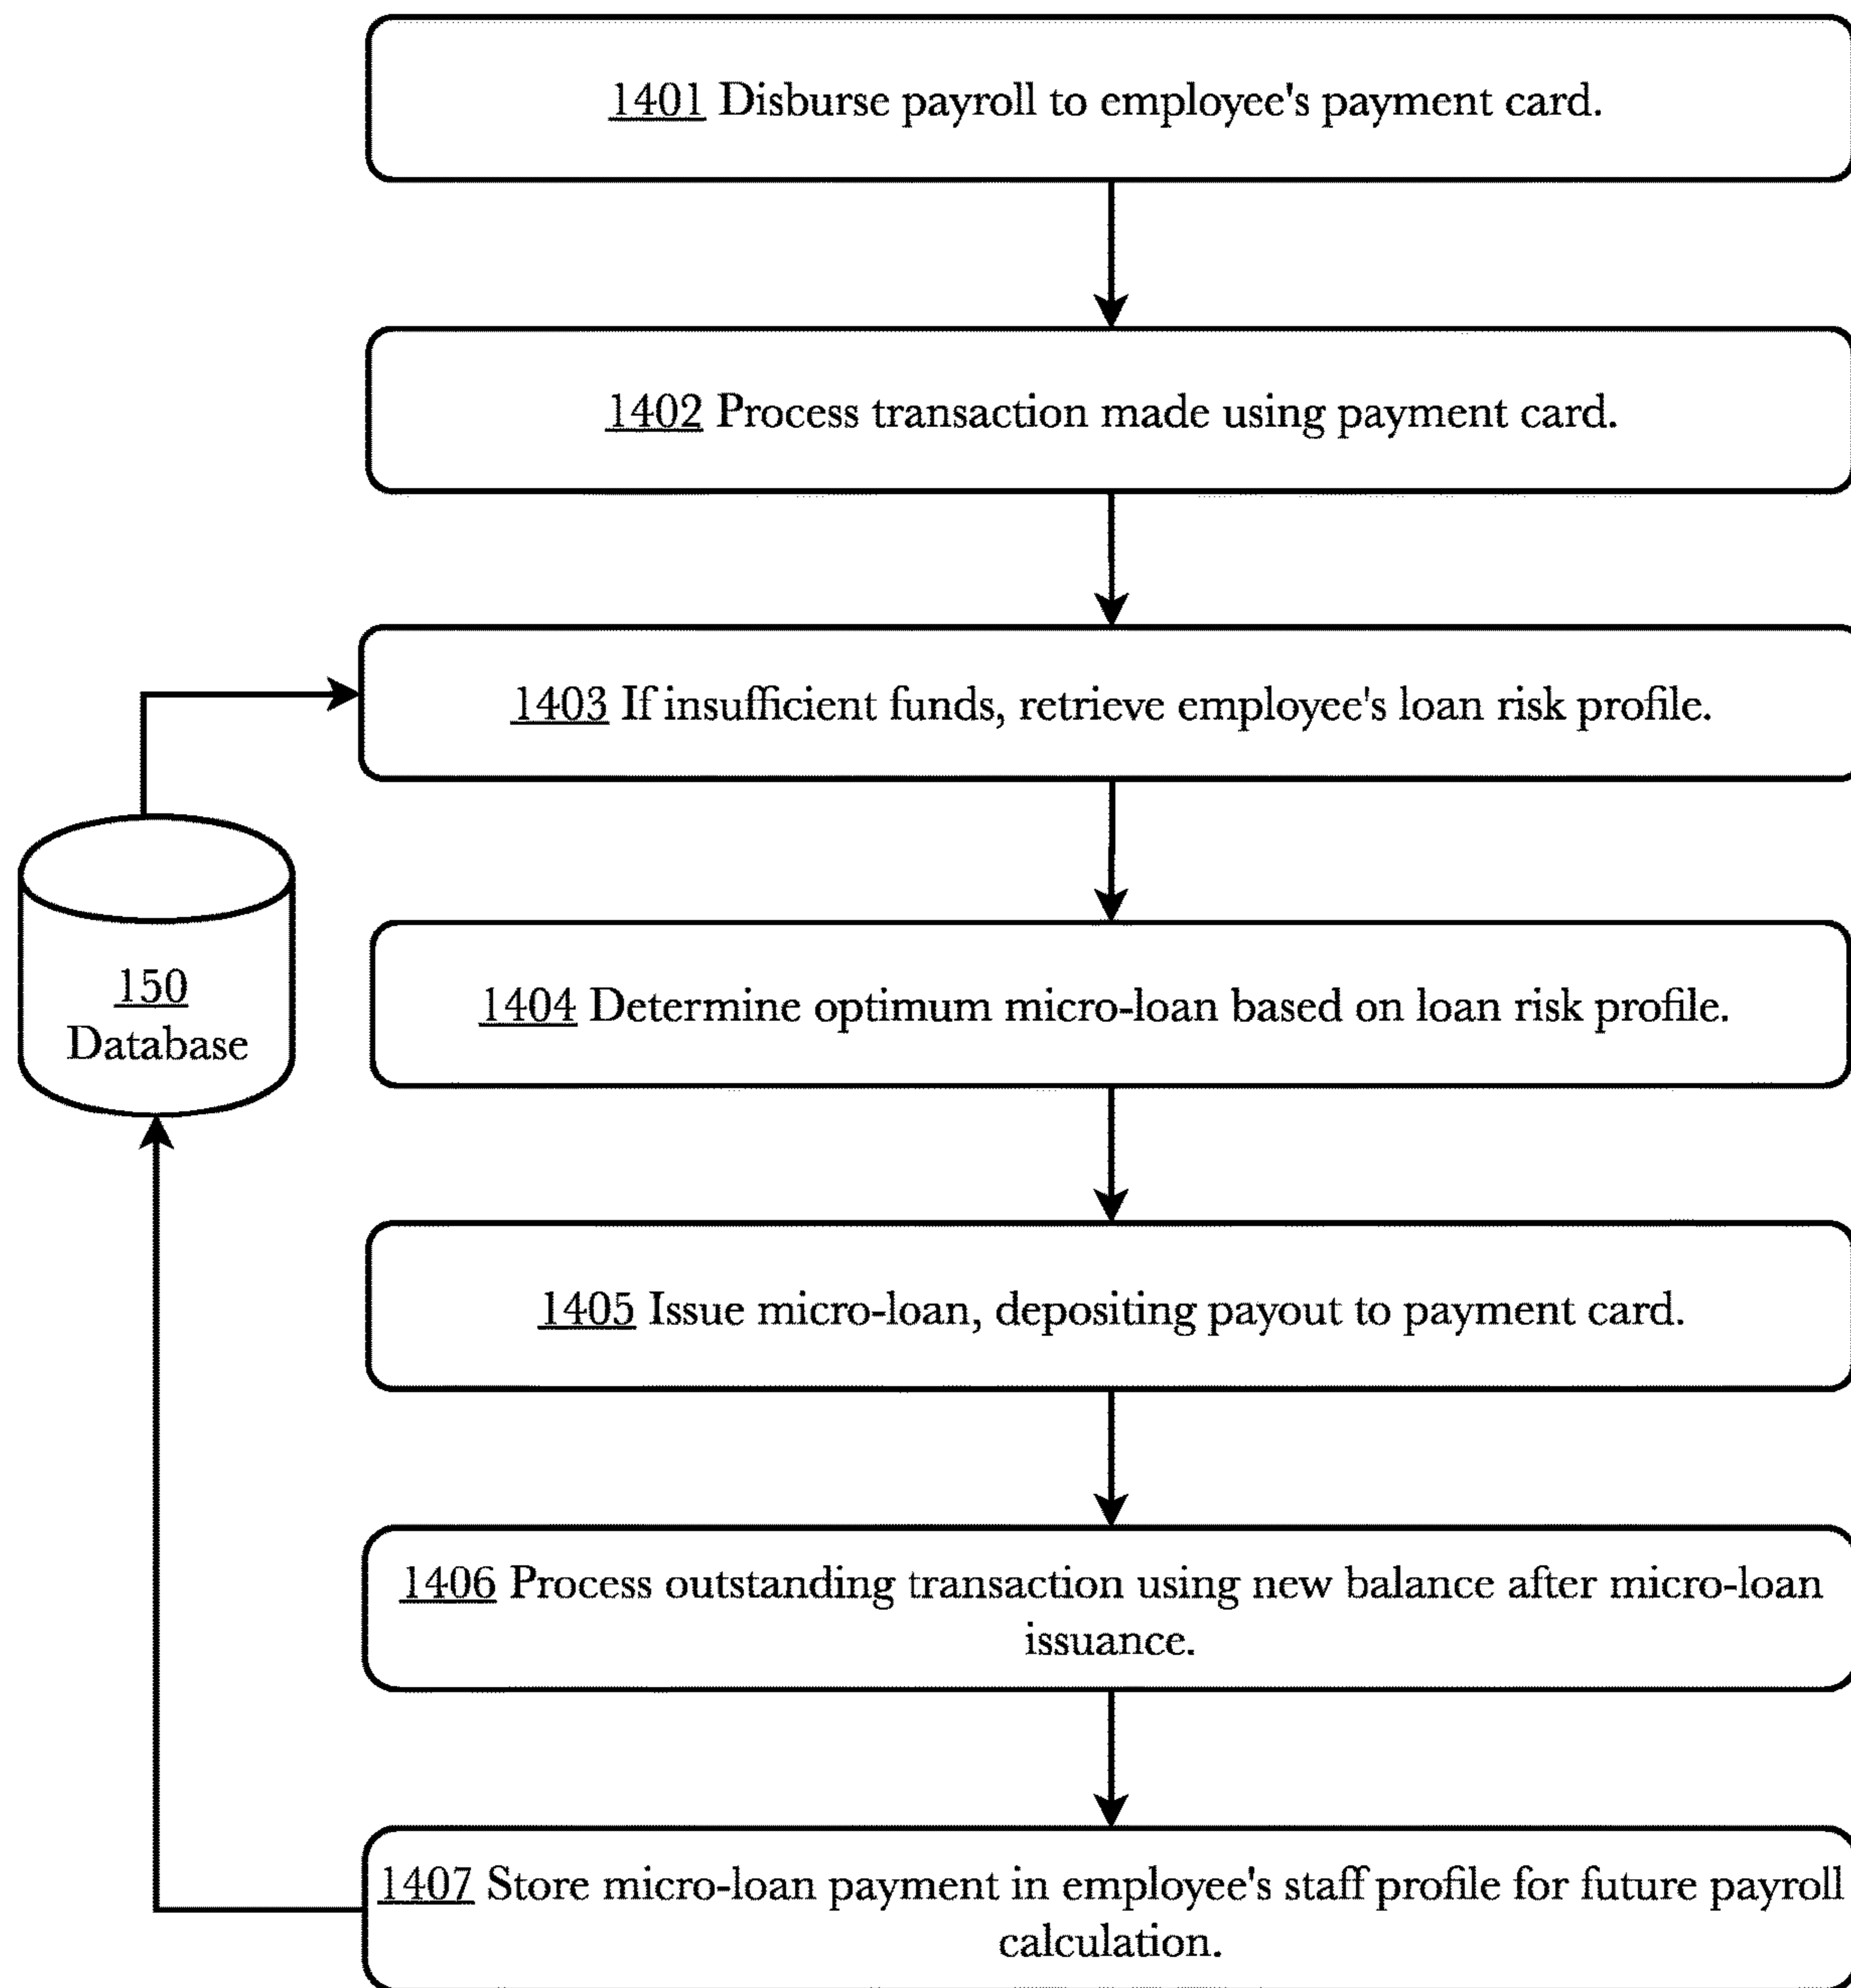 1401 Disburse payroll to employee's payment card.
1402 Process transaction made using payment card.
1403 If insufficient funds, retrieve employee's loan risk profile.
150
Database
1404 Determine optimum micro-loan based on loan risk profile.
1405 Issue micro-loan, depositing payout to payment card.
1406 Process outstanding transaction using new balance after micro-loan
issuance.
1407 Store micro-loan payment in employee's staff profile for future payroll
calculation.